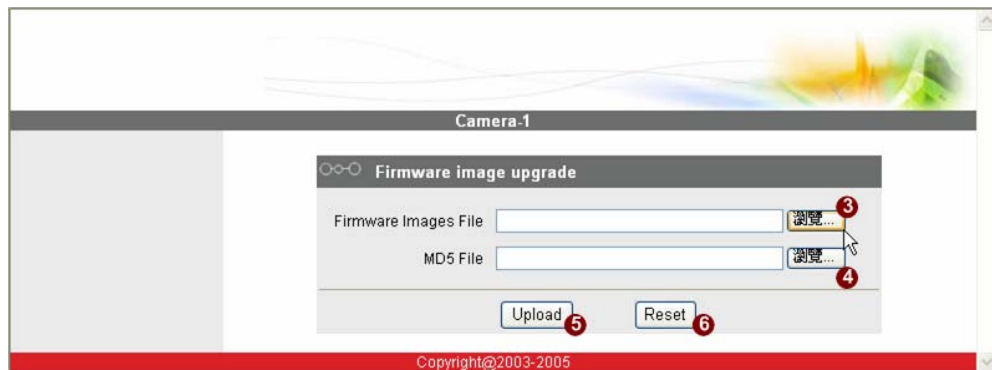 Camera-1
Firmware image upgrade
Firmware Images File 瀏覽... 3
MD5 File 瀏覽... 4
Upload 5 Reset 6
Copyright@2003-2005